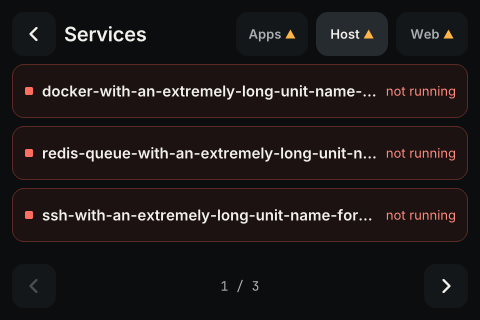 Services
Apps
Host
Web
docker-with-an-extremely-long-unit-name-... not running
redis-queue-with-an-extremely-long-unit-n... not running
ssh-with-an-extremely-long-unit-name-for... not running
1 / 3